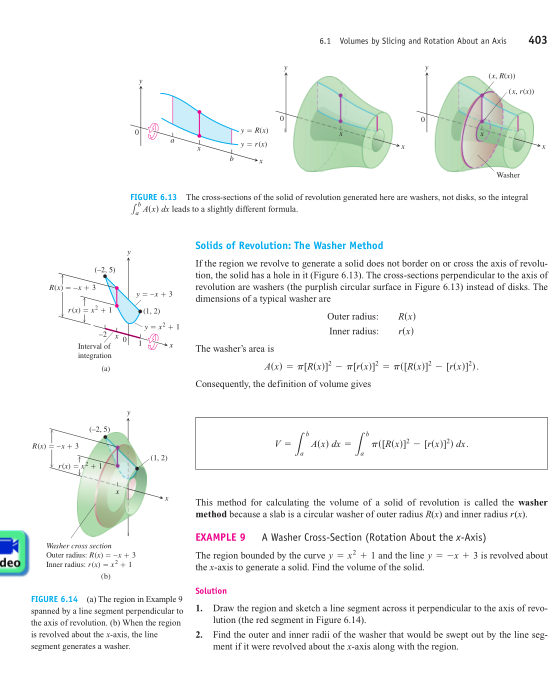 6.1 Volumes by Slicing and Rotation About an Axis 403
y
0
a
x
b
x
y = R(x)
y = r(x)
y
0
x
x
y
0
x
x
(x, R(x))
(x, r(x))
Washer
FIGURE 6.13 The cross-sections of the solid of revolution generated here are washers, not disks, so the integral
∫ₐᵇ A(x) dx leads to a slightly different formula.
y
(–2, 5)
R(x) = –x + 3
y = –x + 3
r(x) = x² + 1
(1, 2)
y = x² + 1
–2
x
0
1
x
Interval of
integration
(a)
y
(–2, 5)
R(x) = –x + 3
(1, 2)
r(x) = x² + 1
x
x
Washer cross section
Outer radius: R(x) = –x + 3
Inner radius: r(x) = x² + 1
(b)
deo
FIGURE 6.14 (a) The region in Example 9
spanned by a line segment perpendicular to
the axis of revolution. (b) When the region
is revolved about the x-axis, the line
segment generates a washer.
Solids of Revolution: The Washer Method
If the region we revolve to generate a solid does not border on or cross the axis of revolu-
tion, the solid has a hole in it (Figure 6.13). The cross-sections perpendicular to the axis of
revolution are washers (the purplish circular surface in Figure 6.13) instead of disks. The
dimensions of a typical washer are
Outer radius: R(x)
Inner radius: r(x)
The washer's area is
A(x) = π[R(x)]² − π[r(x)]² = π([R(x)]² − [r(x)]²).
Consequently, the definition of volume gives
V = ∫ₐᵇ A(x) dx = ∫ₐᵇ π([R(x)]² − [r(x)]²) dx.
This method for calculating the volume of a solid of revolution is called the washer
method because a slab is a circular washer of outer radius R(x) and inner radius r(x).
EXAMPLE 9 A Washer Cross-Section (Rotation About the x-Axis)
The region bounded by the curve y = x² + 1 and the line y = −x + 3 is revolved about
the x-axis to generate a solid. Find the volume of the solid.
Solution
1. Draw the region and sketch a line segment across it perpendicular to the axis of revo-
lution (the red segment in Figure 6.14).
2. Find the outer and inner radii of the washer that would be swept out by the line seg-
ment if it were revolved about the x-axis along with the region.